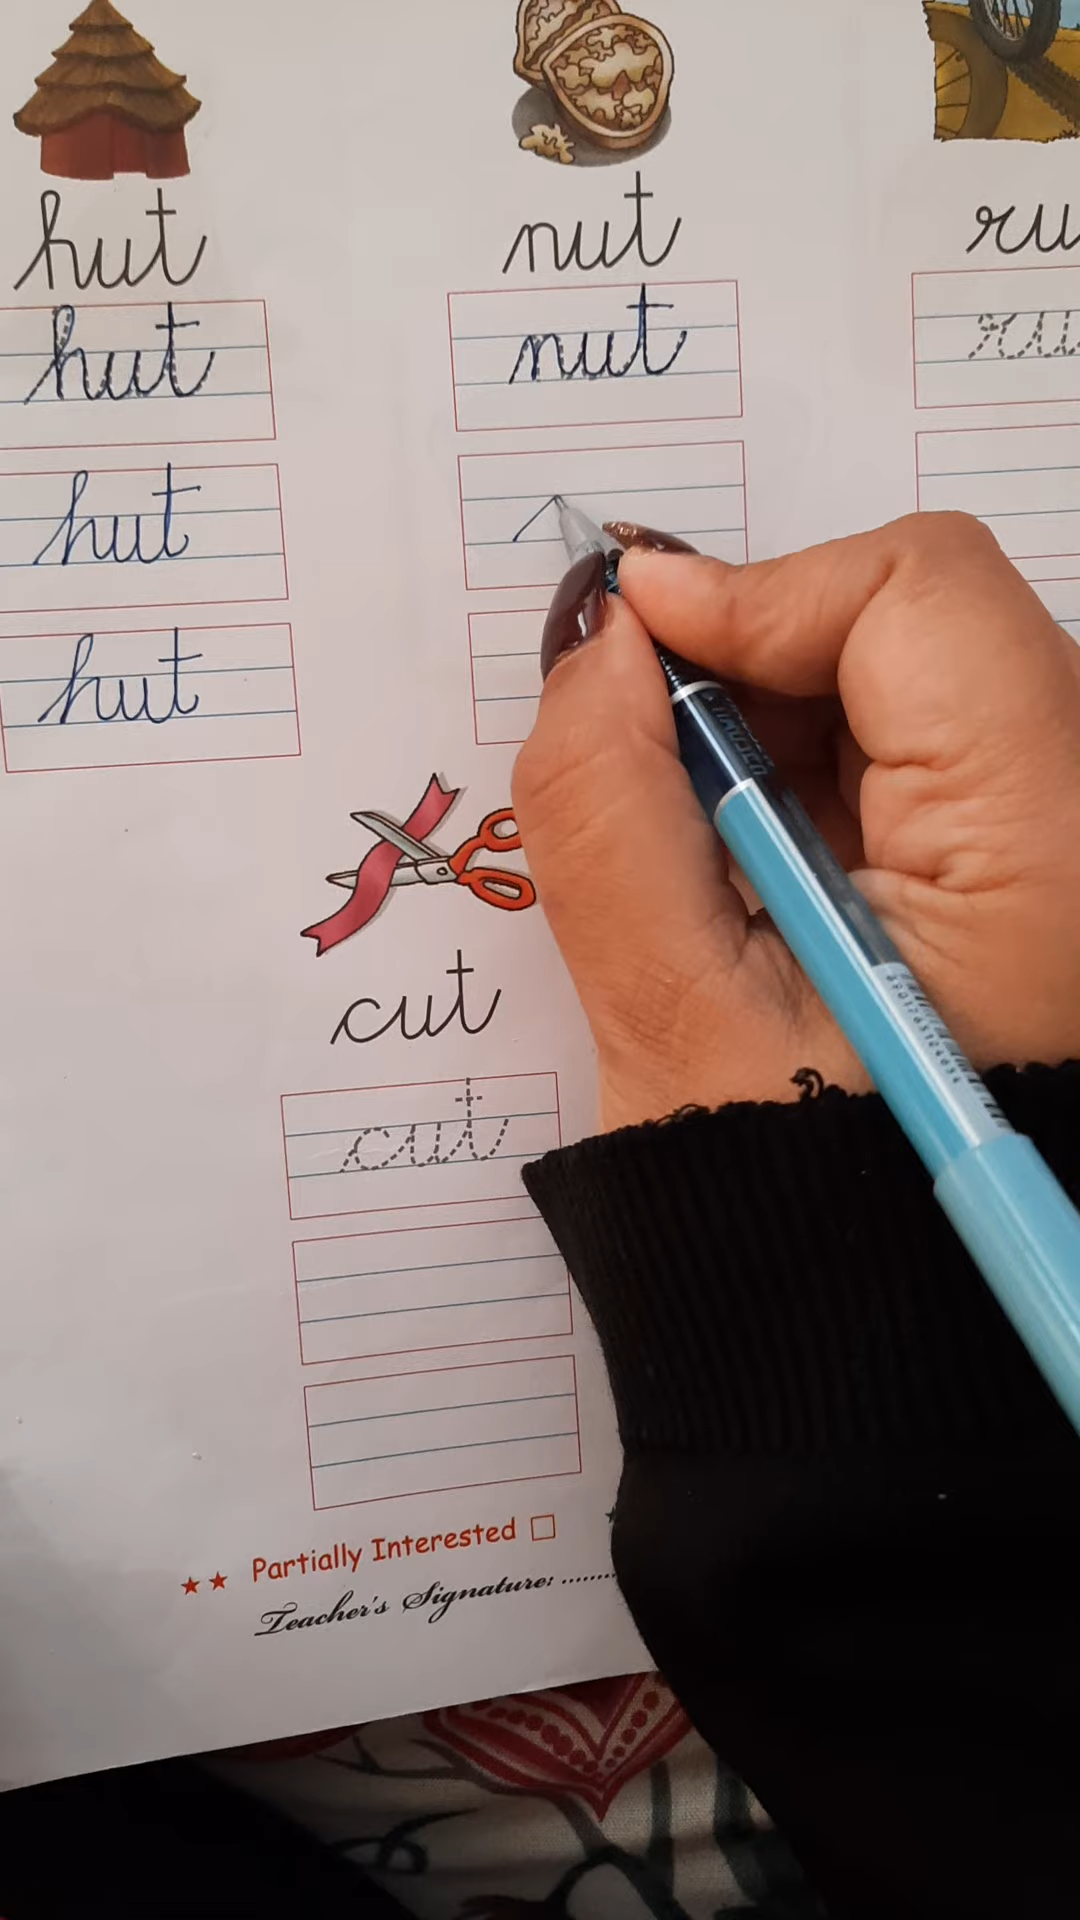 hut nut
hut nut
hut
hut
cut
cut
★★ Partially Interested
Teacher's Signature: ........